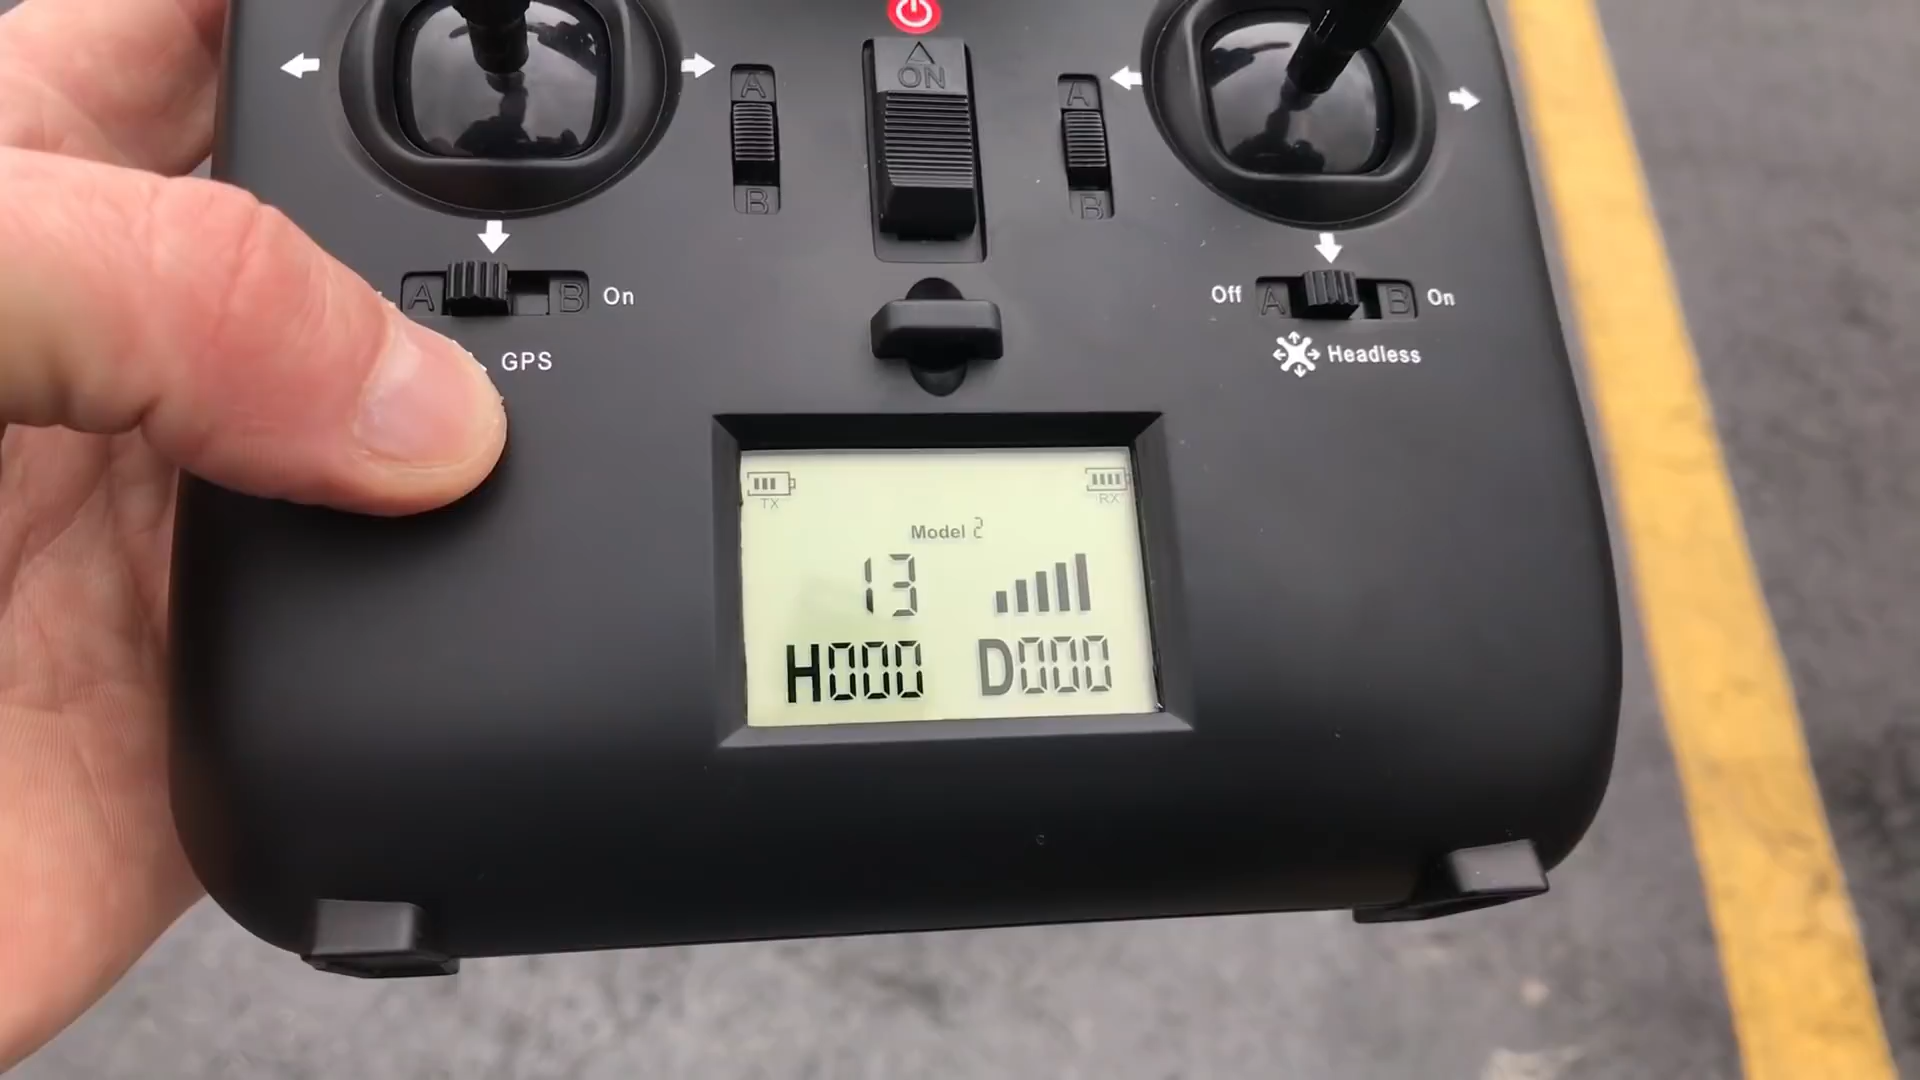 ON
A
B
A
B
A
B
On
GPS
Off
A
B
On
Headless
TX
RX
Model 2
13
H000
D000